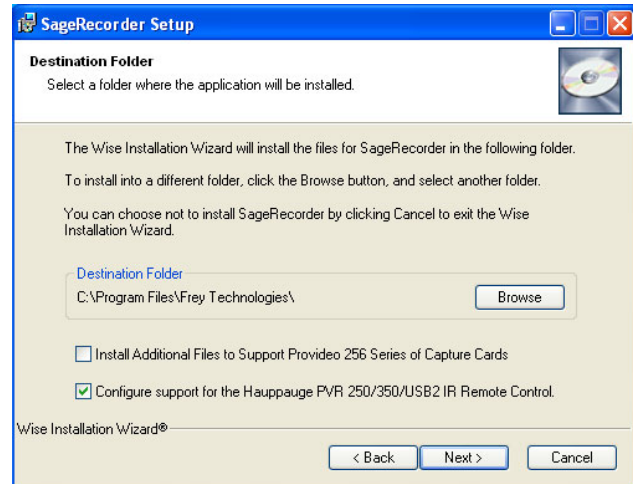 SageRecorder Setup
Destination Folder
Select a folder where the application will be installed.
The Wise Installation Wizard will install the files for SageRecorder in the following folder.
To install into a different folder, click the Browse button, and select another folder.
You can choose not to install SageRecorder by clicking Cancel to exit the Wise
Installation Wizard.
Destination Folder
C:\Program Files\Frey Technologies\
Browse
Install Additional Files to Support Provideo 256 Series of Capture Cards
Configure support for the Hauppauge PVR 250/350/USB2 IR Remote Control.
Wise Installation Wizard®
< Back Next > Cancel